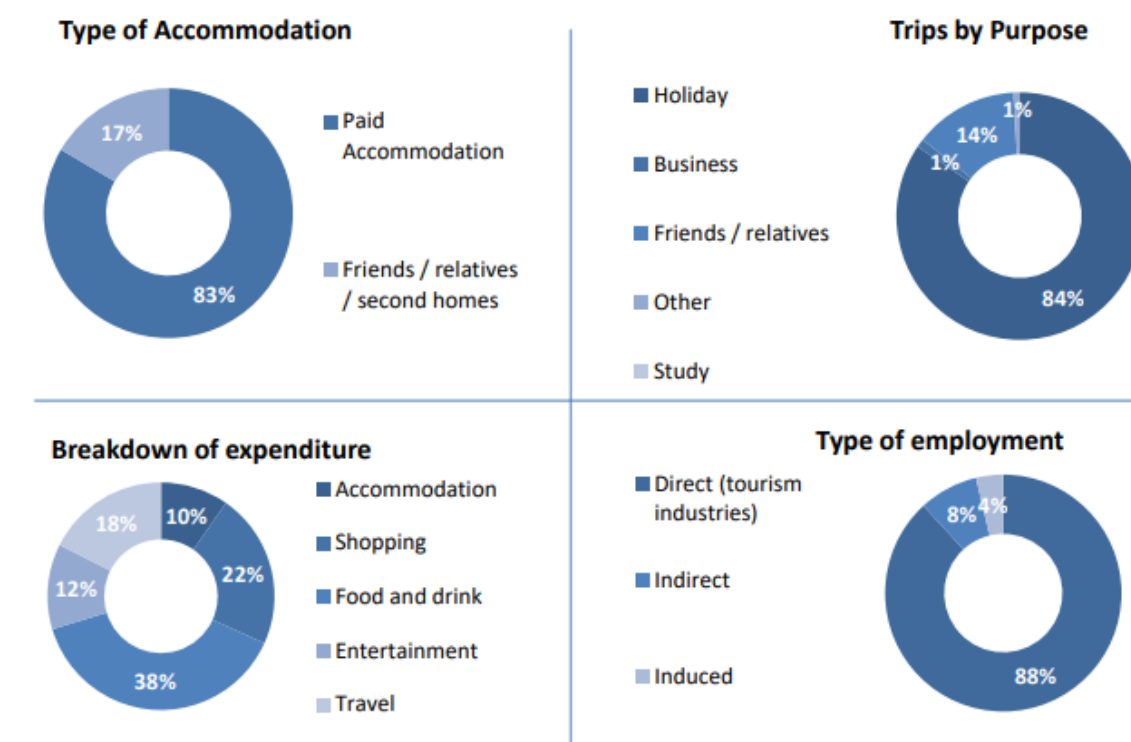 Type of Accommodation
17%
83%
Paid
Accommodation
Friends / relatives
/ second homes
Trips by Purpose
Holiday
Business
Friends / relatives
Other
Study
1%
14%
1%
84%
Breakdown of expenditure
10%
18%
22%
12%
38%
Accommodation
Shopping
Food and drink
Entertainment
Travel
Type of employment
Direct (tourism
industries)
Indirect
Induced
4%
8%
88%